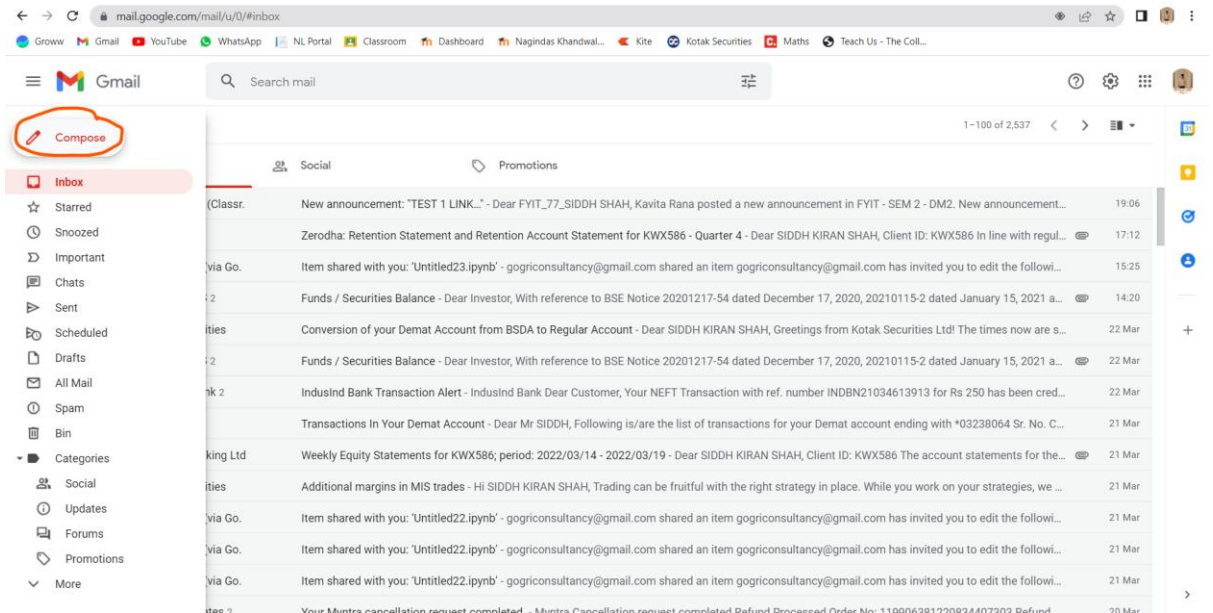 mail.google.com/mail/u/0/#inbox
Groww Gmail YouTube WhatsApp NL Portal Classroom Dashboard Nagindas Khandwal... Kite Kotak Securities Maths Teach Us - The Coll...
Gmail Search mail
Compose
1–100 of 2,537
Social Promotions
Inbox
Starred
Snoozed
Important
Chats
Sent
Scheduled
Drafts
All Mail
Spam
Bin
Categories
Social
Updates
Forums
Promotions
More
(Classr. New announcement: "TEST 1 LINK..." - Dear FYIT_77_SIDDH SHAH, Kavita Rana posted a new announcement in FYIT - SEM 2 - DM2. New announcement... 19:06
Zerodha: Retention Statement and Retention Account Statement for KWX586 - Quarter 4 - Dear SIDDH KIRAN SHAH, Client ID: KWX586 In line with regul... 17:12
(via Go. Item shared with you: 'Untitled23.ipynb' - gogriconsultancy@gmail.com shared an item gogriconsultancy@gmail.com has invited you to edit the followi... 15:25
2 Funds / Securities Balance - Dear Investor, With reference to BSE Notice 20201217-54 dated December 17, 2020, 20210115-2 dated January 15, 2021 a... 14:20
ities Conversion of your Demat Account from BSDA to Regular Account - Dear SIDDH KIRAN SHAH, Greetings from Kotak Securities Ltd! The times now are s... 22 Mar
2 Funds / Securities Balance - Dear Investor, With reference to BSE Notice 20201217-54 dated December 17, 2020, 20210115-2 dated January 15, 2021 a... 22 Mar
nk 2 IndusInd Bank Transaction Alert - IndusInd Bank Dear Customer, Your NEFT Transaction with ref. number INDBN21034613913 for Rs 250 has been cred... 22 Mar
Transactions In Your Demat Account - Dear Mr SIDDH, Following is/are the list of transactions for your Demat account ending with *03238064 Sr. No. C... 21 Mar
king Ltd Weekly Equity Statements for KWX586; period: 2022/03/14 - 2022/03/19 - Dear SIDDH KIRAN SHAH, Client ID: KWX586 The account statements for the... 21 Mar
ities Additional margins in MIS trades - Hi SIDDH KIRAN SHAH, Trading can be fruitful with the right strategy in place. While you work on your strategies, we ... 21 Mar
(via Go. Item shared with you: 'Untitled22.ipynb' - gogriconsultancy@gmail.com shared an item gogriconsultancy@gmail.com has invited you to edit the followi... 21 Mar
(via Go. Item shared with you: 'Untitled22.ipynb' - gogriconsultancy@gmail.com shared an item gogriconsultancy@gmail.com has invited you to edit the followi... 21 Mar
(via Go. Item shared with you: 'Untitled22.ipynb' - gogriconsultancy@gmail.com shared an item gogriconsultancy@gmail.com has invited you to edit the followi... 21 Mar
Your Myntra cancellation request completed. - Myntra Cancellation request completed Refund Processed Order No: 119906381220834407303 Refund 20 Mar